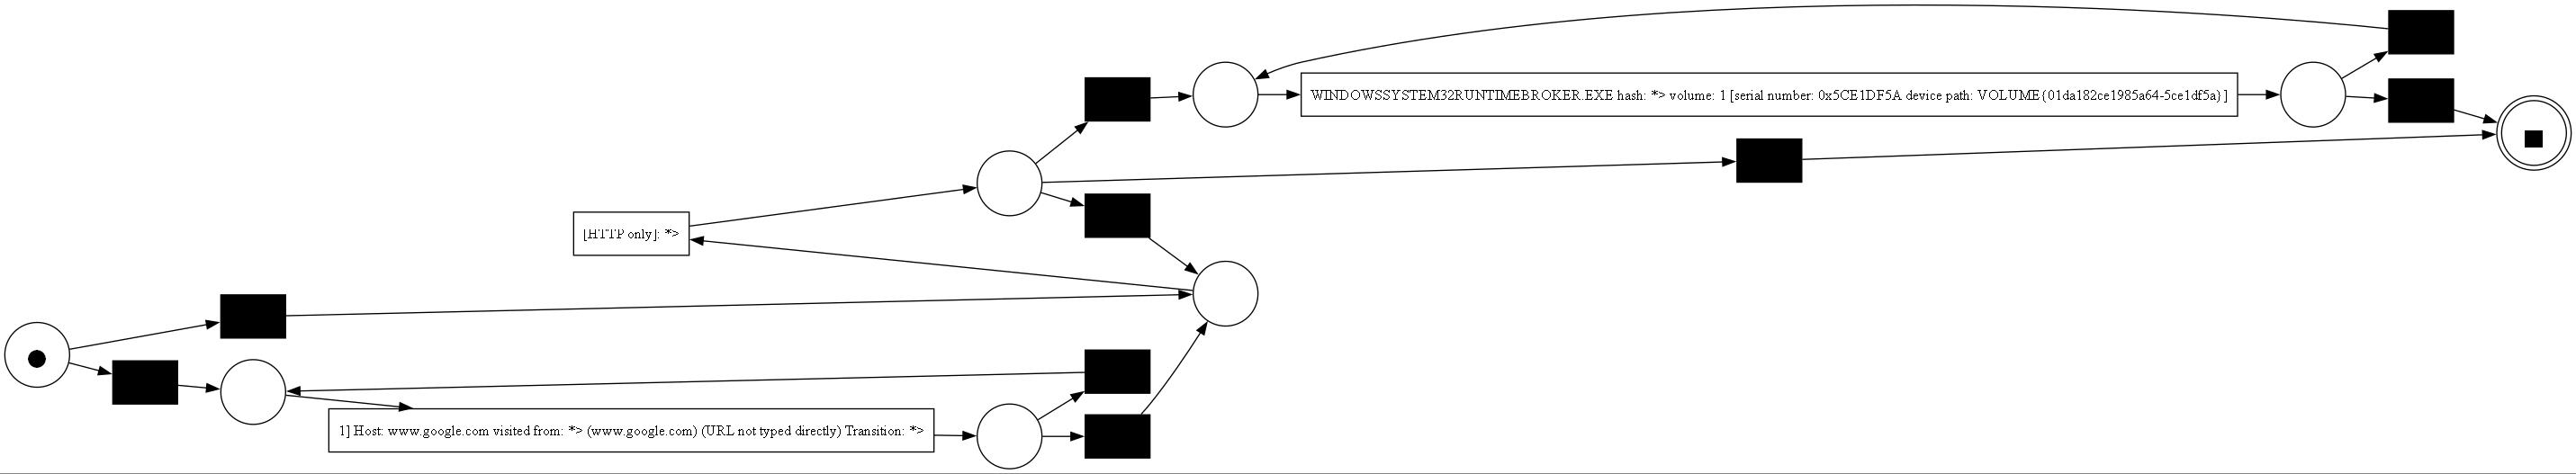 WINDOWSSYSTEM32RUNTIMEBROKER.EXE hash: *> volume: 1 [serial number: 0x5CE1DF5A device path: VOLUME{01da182ce1985a64-5ce1df5a}]
[HTTP only]: *>
1] Host: www.google.com visited from: *> (www.google.com) (URL not typed directly) Transition: *>